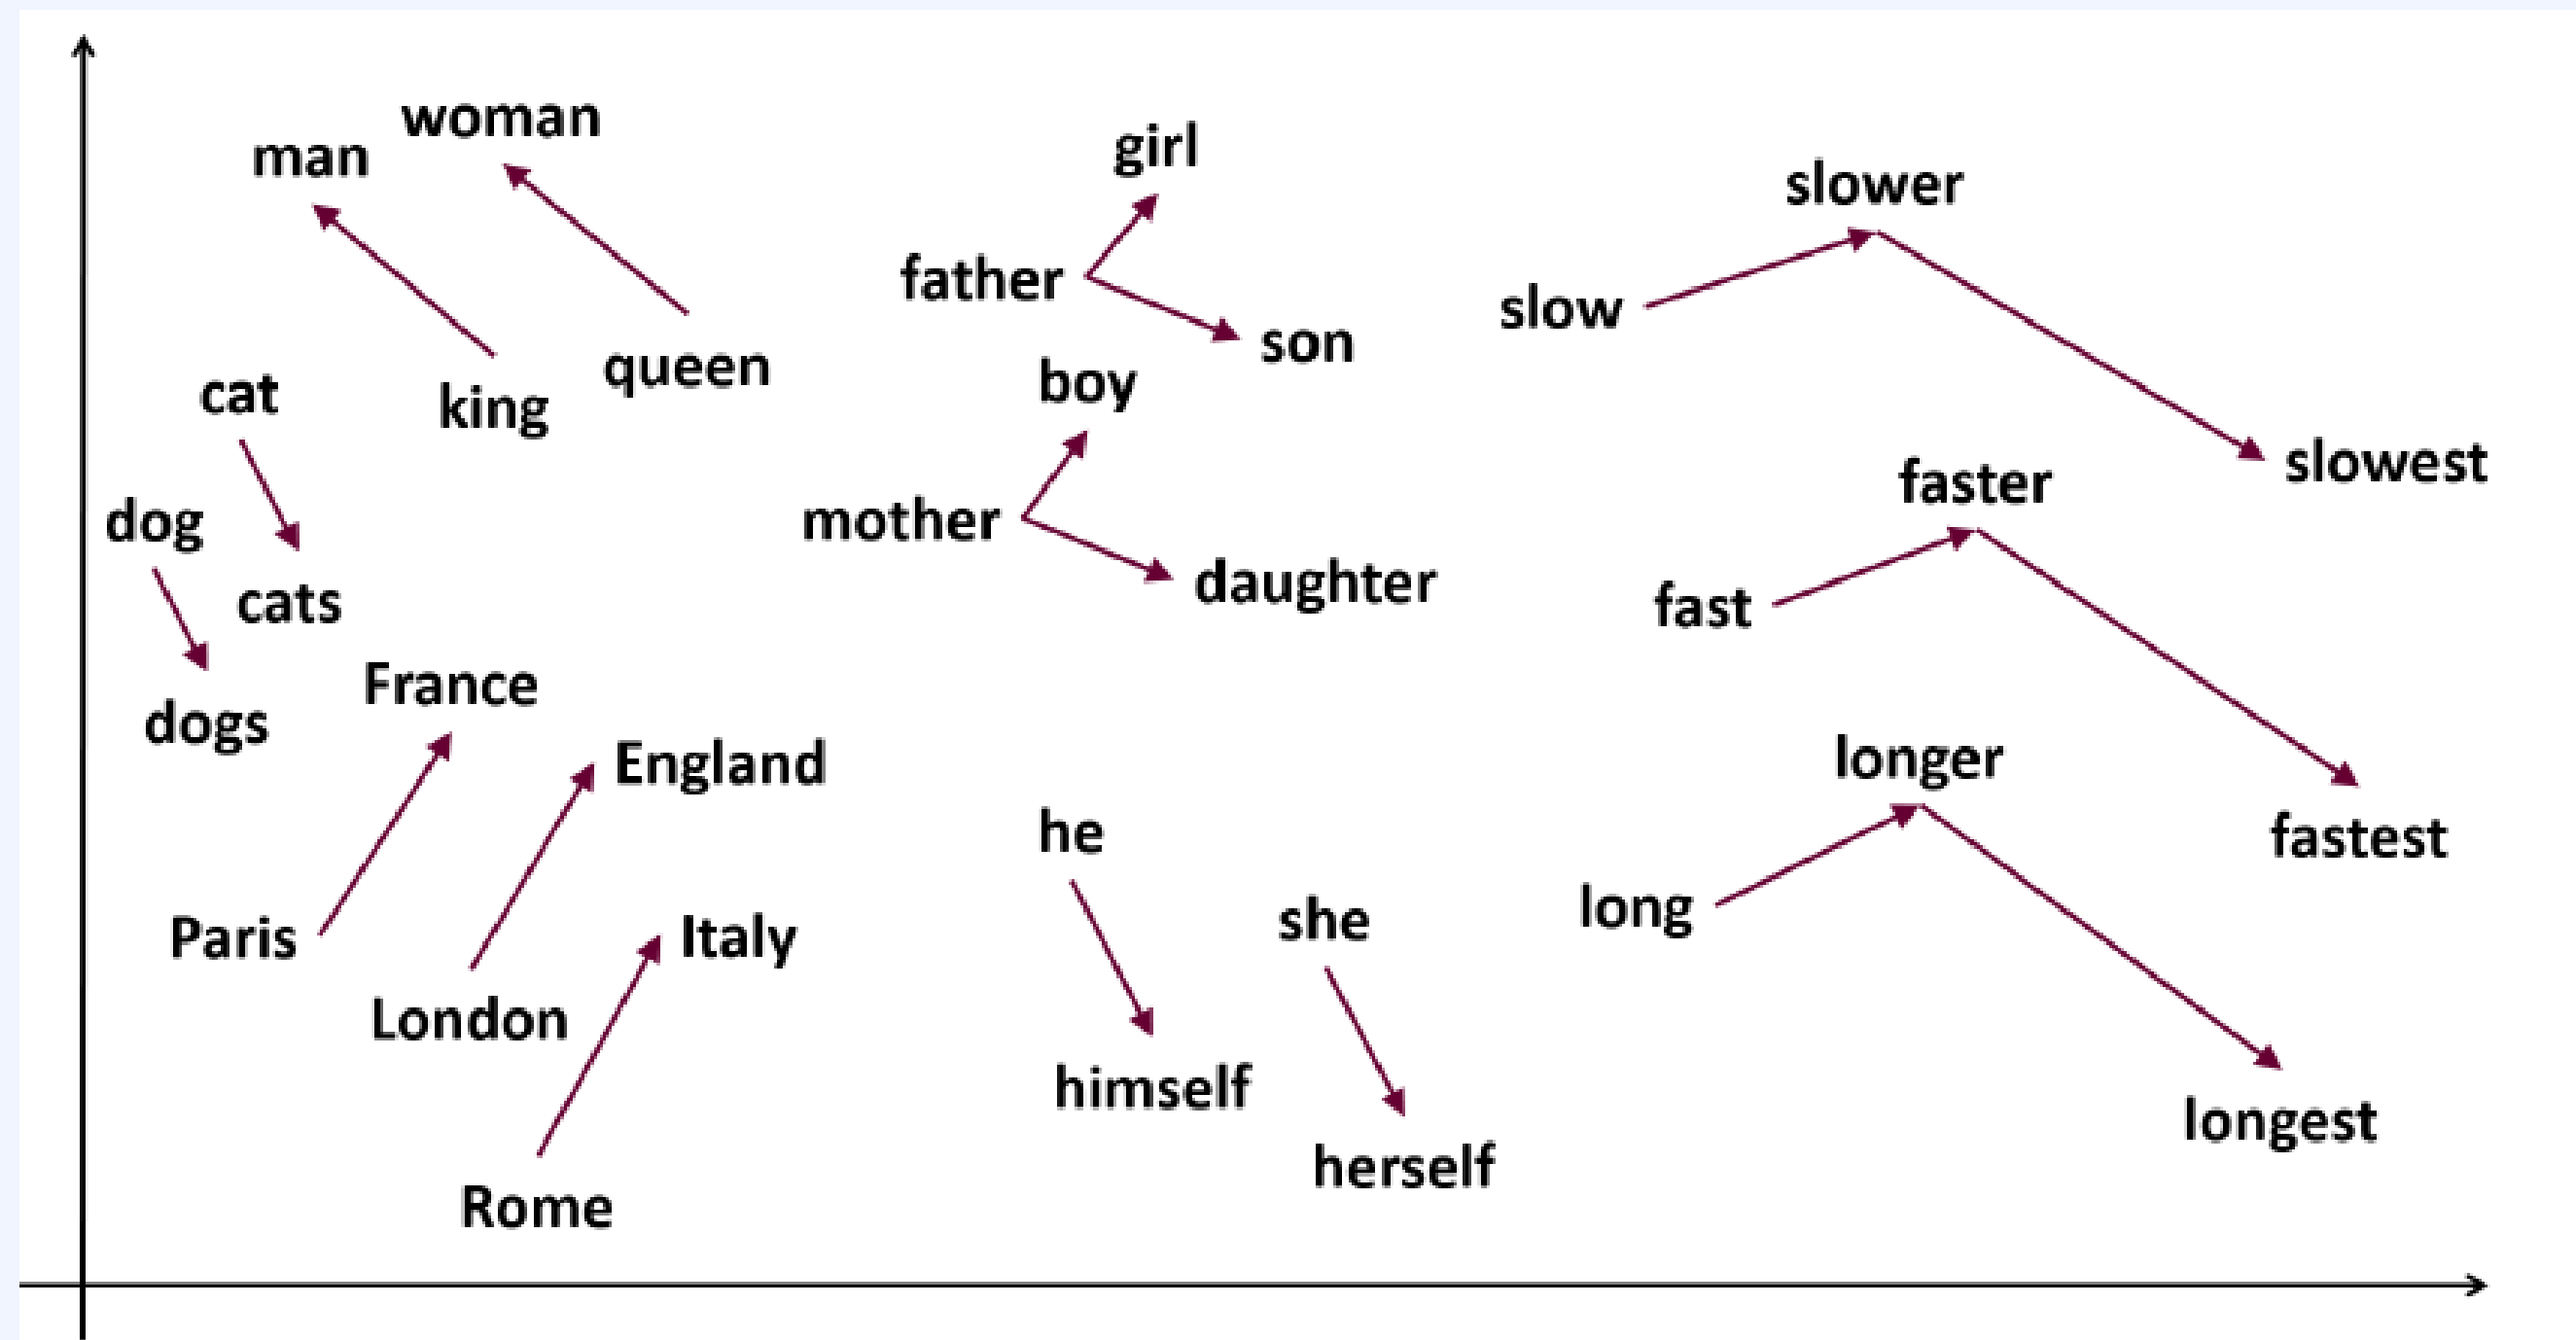 woman
man
girl
slower
father
slow
son
queen
boy
cat
king
slowest
faster
dog
mother
daughter
cats
fast
France
dogs
England
longer
he
fastest
long
she
Paris
Italy
London
himself
longest
herself
Rome